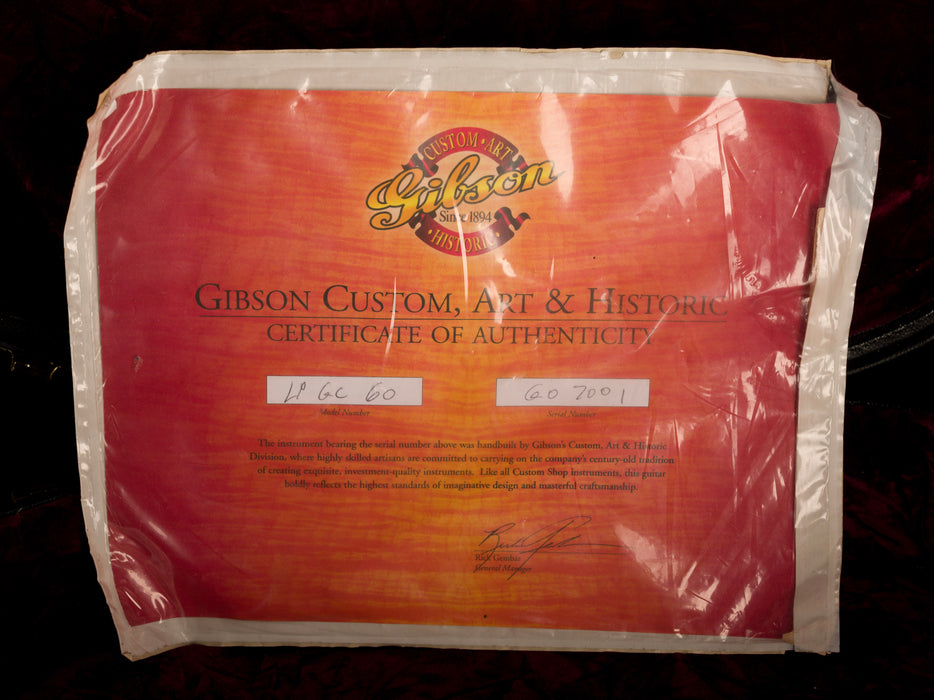 CUSTOM • ART
Gibson
Since 1894
• HISTORIC •
GIBSON CUSTOM, ART & HISTORIC
CERTIFICATE OF AUTHENTICITY
LP GC 60
GO 7001
Model Number
Serial Number
The instrument bearing the serial number above was handbuilt by Gibson's Custom, Art & Historic
Division, where highly skilled artisans are committed to carrying on the company's century-old tradition
of creating exquisite, investment-quality instruments. Like all Custom Shop instruments, this guitar
boldly reflects the highest standards of imaginative design and masterful craftsmanship.
Rick Gembar
General Manager